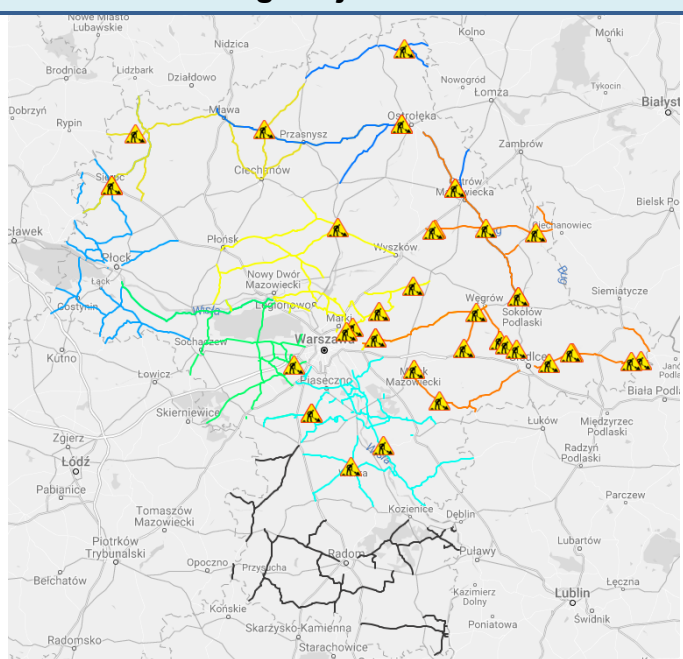 Nowe Miasto
Lubawskie
Kolno
Mońki
Nidzica
Brodnica
Lidzbark
Działdowo
Nowogród
Łomża
Tykocin
Białyst
Dobrzyń
Rypin
Mława
Przasnysz
Ostrołęka
Zambrów
Ciechanów
Mazowiecka
Bielsk Po
cławek
Płońsk
Wyszków
Ciechanowiec
Płock
Łąck
Nowy Dwór
Mazowiecki
Bug
Siemiatycze
Gostynin
Wisła
Legionowo
Węgrów
Sokołów
Podlaski
Marki
Sochaczew
Warszawa
Kutno
Łowicz
Piaseczno
Mazowiecki
Biała Podla
Skierniewice
Łuków
Międzyrzec
Podlaski
Zgierz
Łódź
Radzyń
Podlaski
Pabianice
Parczew
Tomaszów
Mazowiecki
Kozienice
Dęblin
Piotrków
Trybunalski
Opoczno
Przysucha
Radom
Puławy
Lubartów
Bełchatów
Łęczna
Końskie
Kazimierz
Dolny
Lublin
Świdnik
Radomsko
Skarżysko-Kamienna
Poniatowa
Starachowice